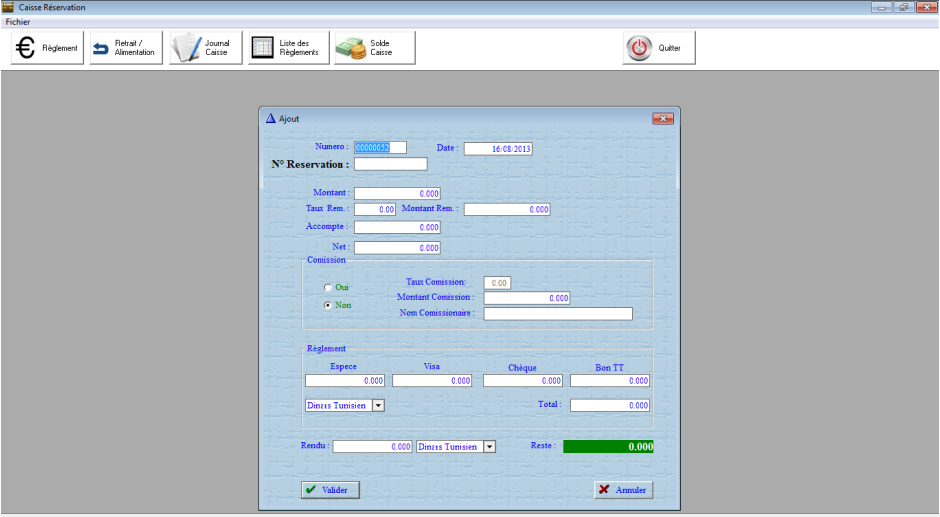 Caisse Réservation
Fichier
Règlement
Retrait /
Alimentation
Journal
Caisse
Liste des
Règlements
Solde
Caisse
Quitter
Ajout
Numero : 00000052 Date : 16/08/2013
N° Reservation :
Montant : 0.000
Taux Rem. : 0.00 Montant Rem. : 0.000
Accompte : 0.000
Net : 0.000
Comission
Oui
Non
Taux Comission: 0.00
Montant Comission : 0.000
Nom Comissionaire :
Règlement
Espece Visa Chèque Bon TT
0.000 0.000 0.000 0.000
Dinars Tunisien Total : 0.000
Rendu : 0.000 Dinars Tunisien Reste : 0.000
Valider Annuler